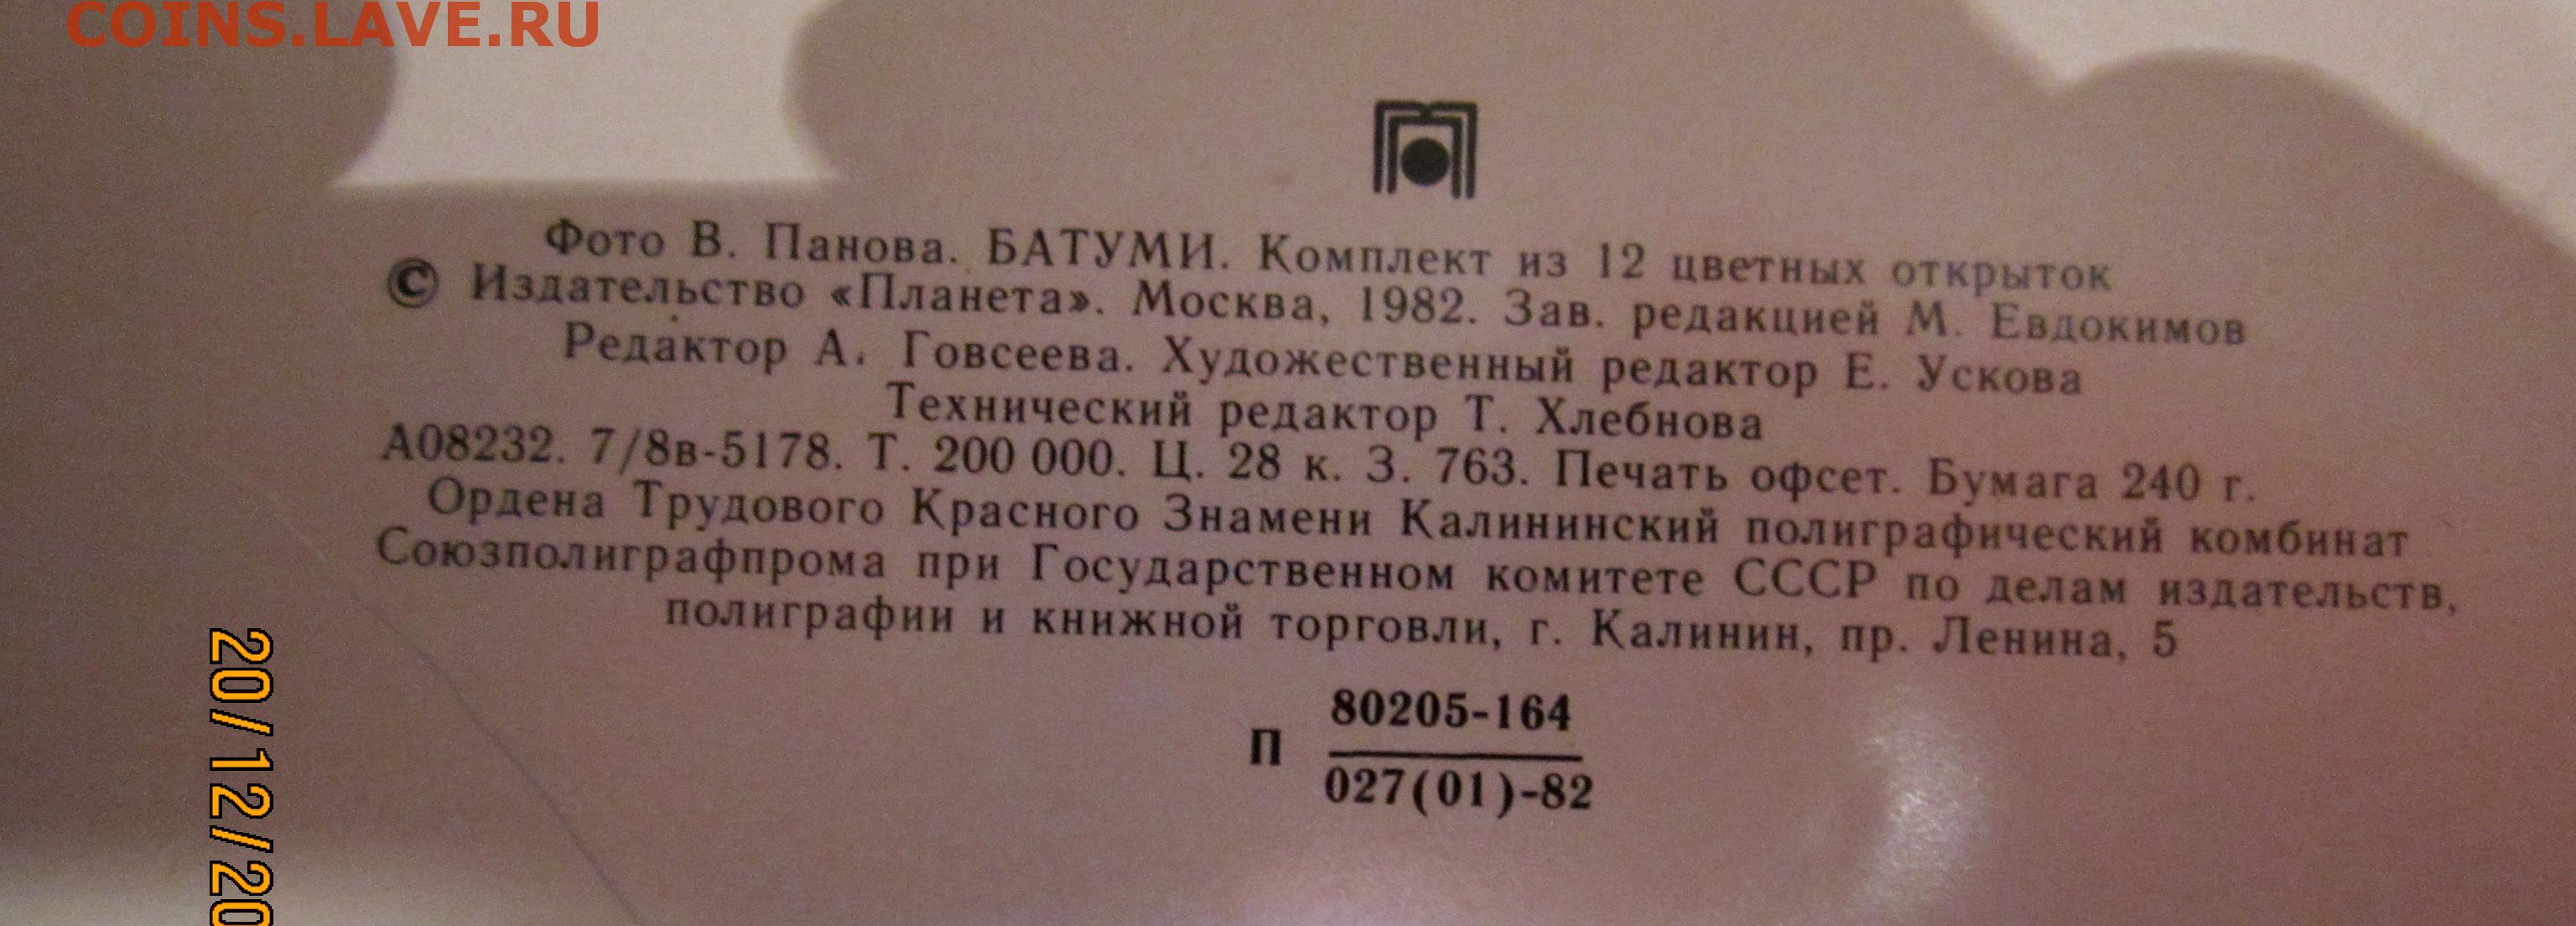 COINS.LAVE.RU
Фото В. Панова. БАТУМИ. Комплект из 12 цветных открыток
© Издательство «Планета». Москва, 1982. Зав. редакцией М. Евдокимов
Редактор А. Говсеева. Художественный редактор Е. Ускова
Технический редактор Т. Хлебнова
А08232. 7/8в-5178. Т. 200 000. Ц. 28 к. З. 763. Печать офсет. Бумага 240 г.
Ордена Трудового Красного Знамени Калининский полиграфический комбинат
Союзполиграфпрома при Государственном комитете СССР по делам издательств,
полиграфии и книжной торговли, г. Калинин, пр. Ленина, 5
П 80205-164
027(01)-82
20/12/20